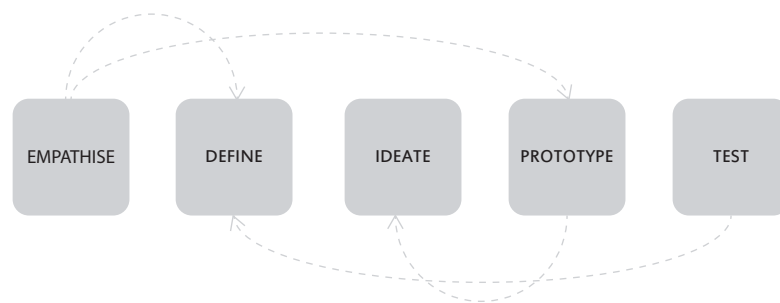 EMPATHISE
DEFINE
IDEATE
PROTOTYPE
TEST